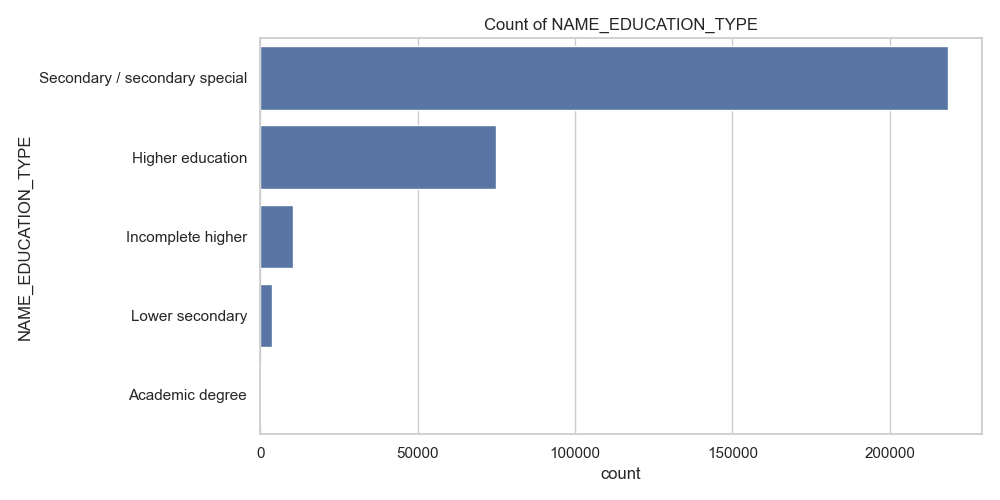 Count of NAME_EDUCATION_TYPE
NAME_EDUCATION_TYPE
Secondary / secondary special
Higher education
Incomplete higher
Lower secondary
Academic degree
0 50000 100000 150000 200000
count